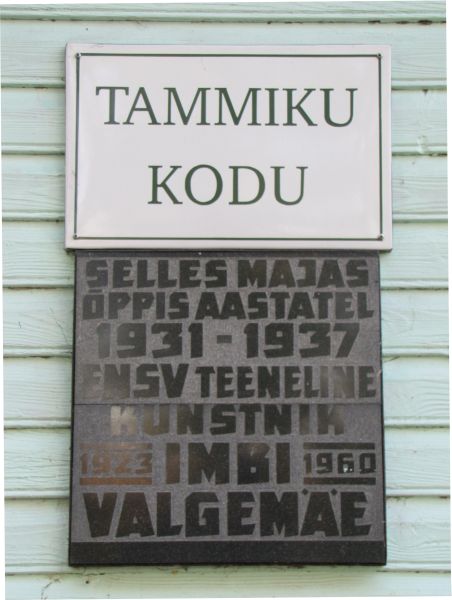 TAMMIKU
KODU
SELLES MAJAS
ÕPPIS AASTATEL
1931 - 1937
ENSV TEENELINE
KUNSTNIK
1923 IMBI 1960
VALGEMÄE